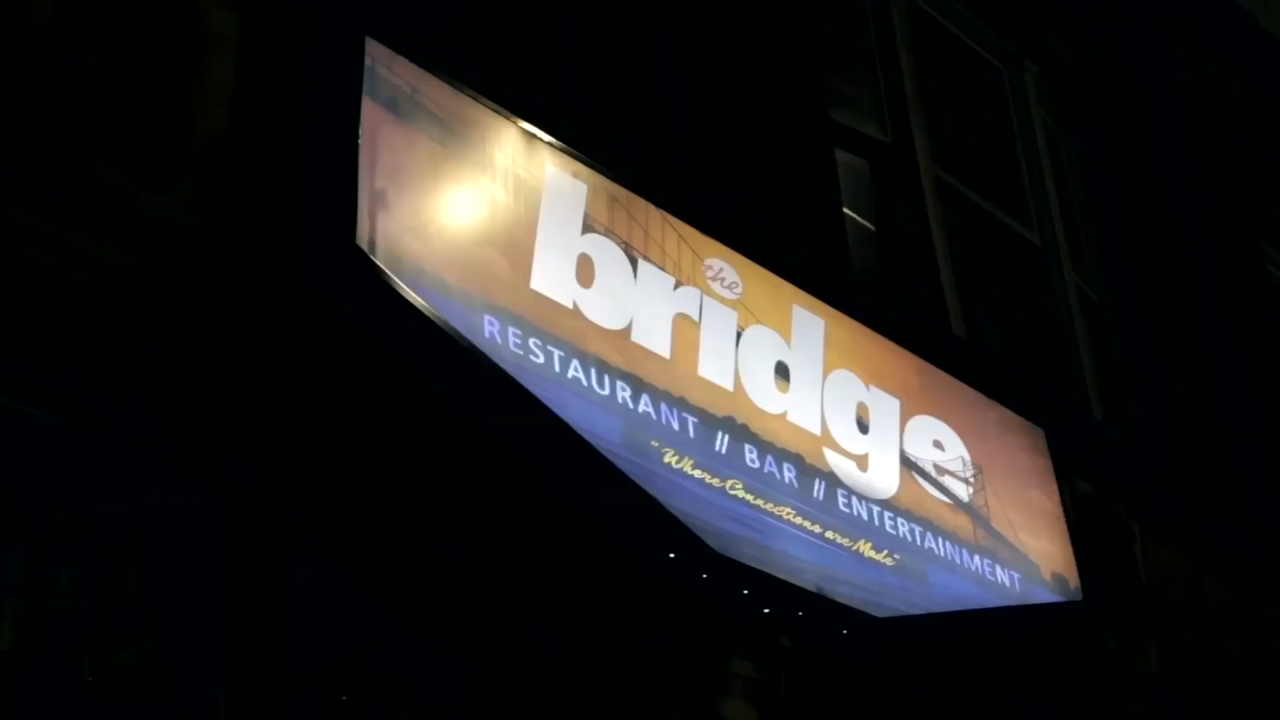 the
bridge
RESTAURANT // BAR // ENTERTAINMENT
"Where Connections are Made"